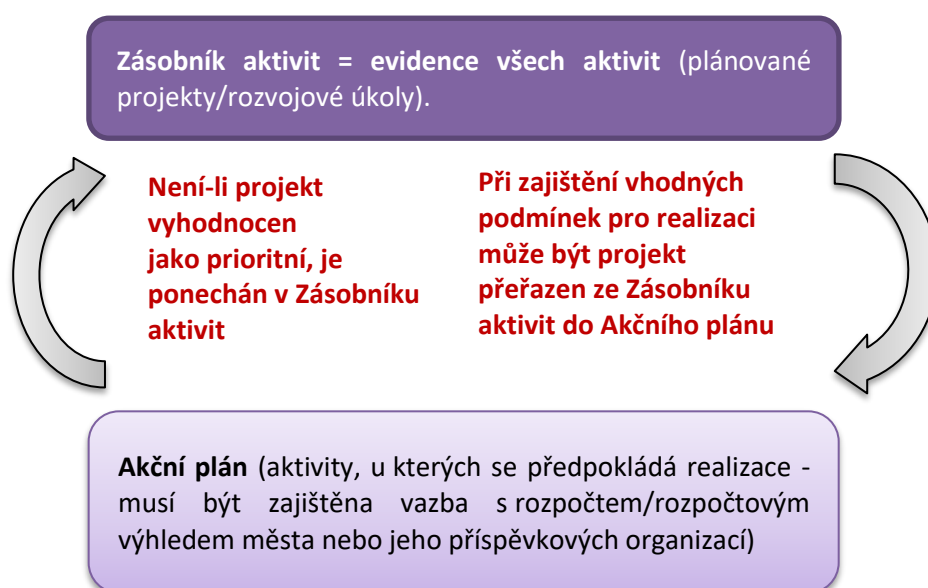 Zásobník aktivit = evidence všech aktivit (plánované
projekty/rozvojové úkoly).
Není-li projekt
vyhodnocen
jako prioritní, je
ponechán v Zásobníku
aktivit
Při zajištění vhodných
podmínek pro realizaci
může být projekt
přeřazen ze Zásobníku
aktivit do Akčního plánu
Akční plán (aktivity, u kterých se předpokládá realizace -
musí být zajištěna vazba s rozpočtem/rozpočtovým
výhledem města nebo jeho příspěvkových organizací)